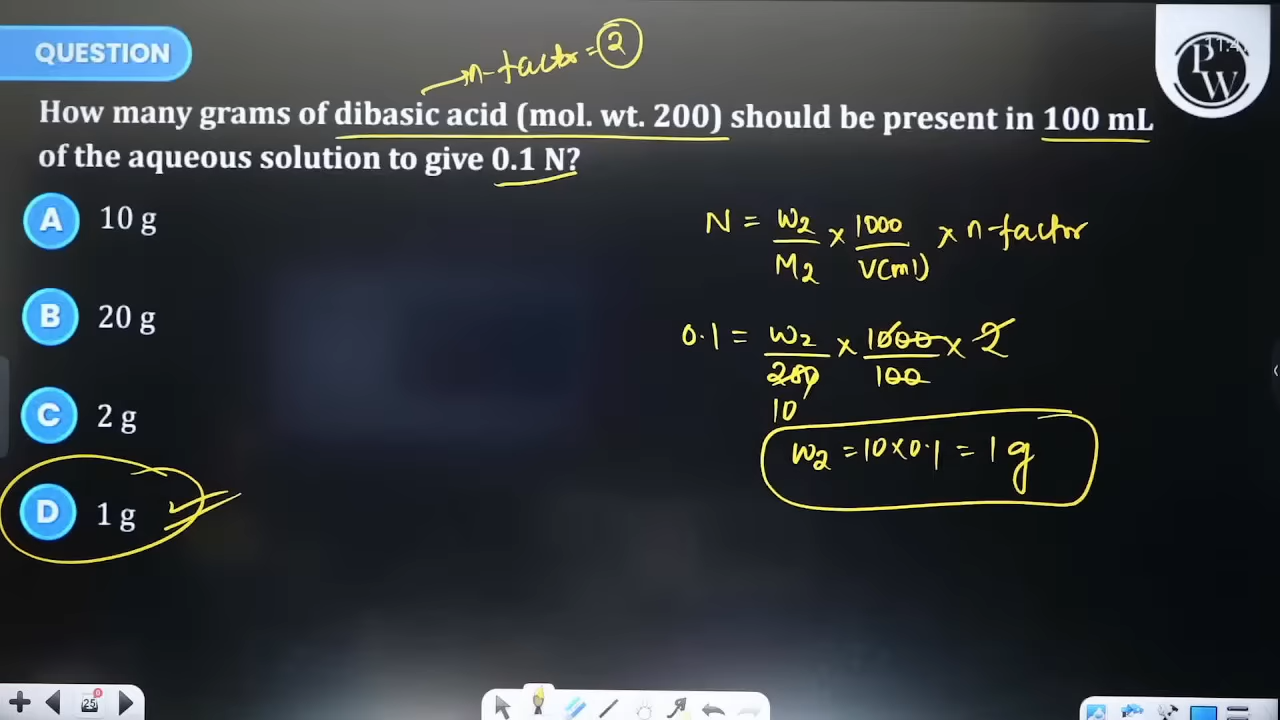 QUESTION
n-factor = 2
How many grams of dibasic acid (mol. wt. 200) should be present in 100 mL
of the aqueous solution to give 0.1 N?
A 10 g
B 20 g
C 2 g
D 1 g
N = W2/M2 × 1000/V(ml) × n-factor
0.1 = W2/200 × 1000/100 × 2
10
W2 = 10×0.1 = 1 g
PW
25